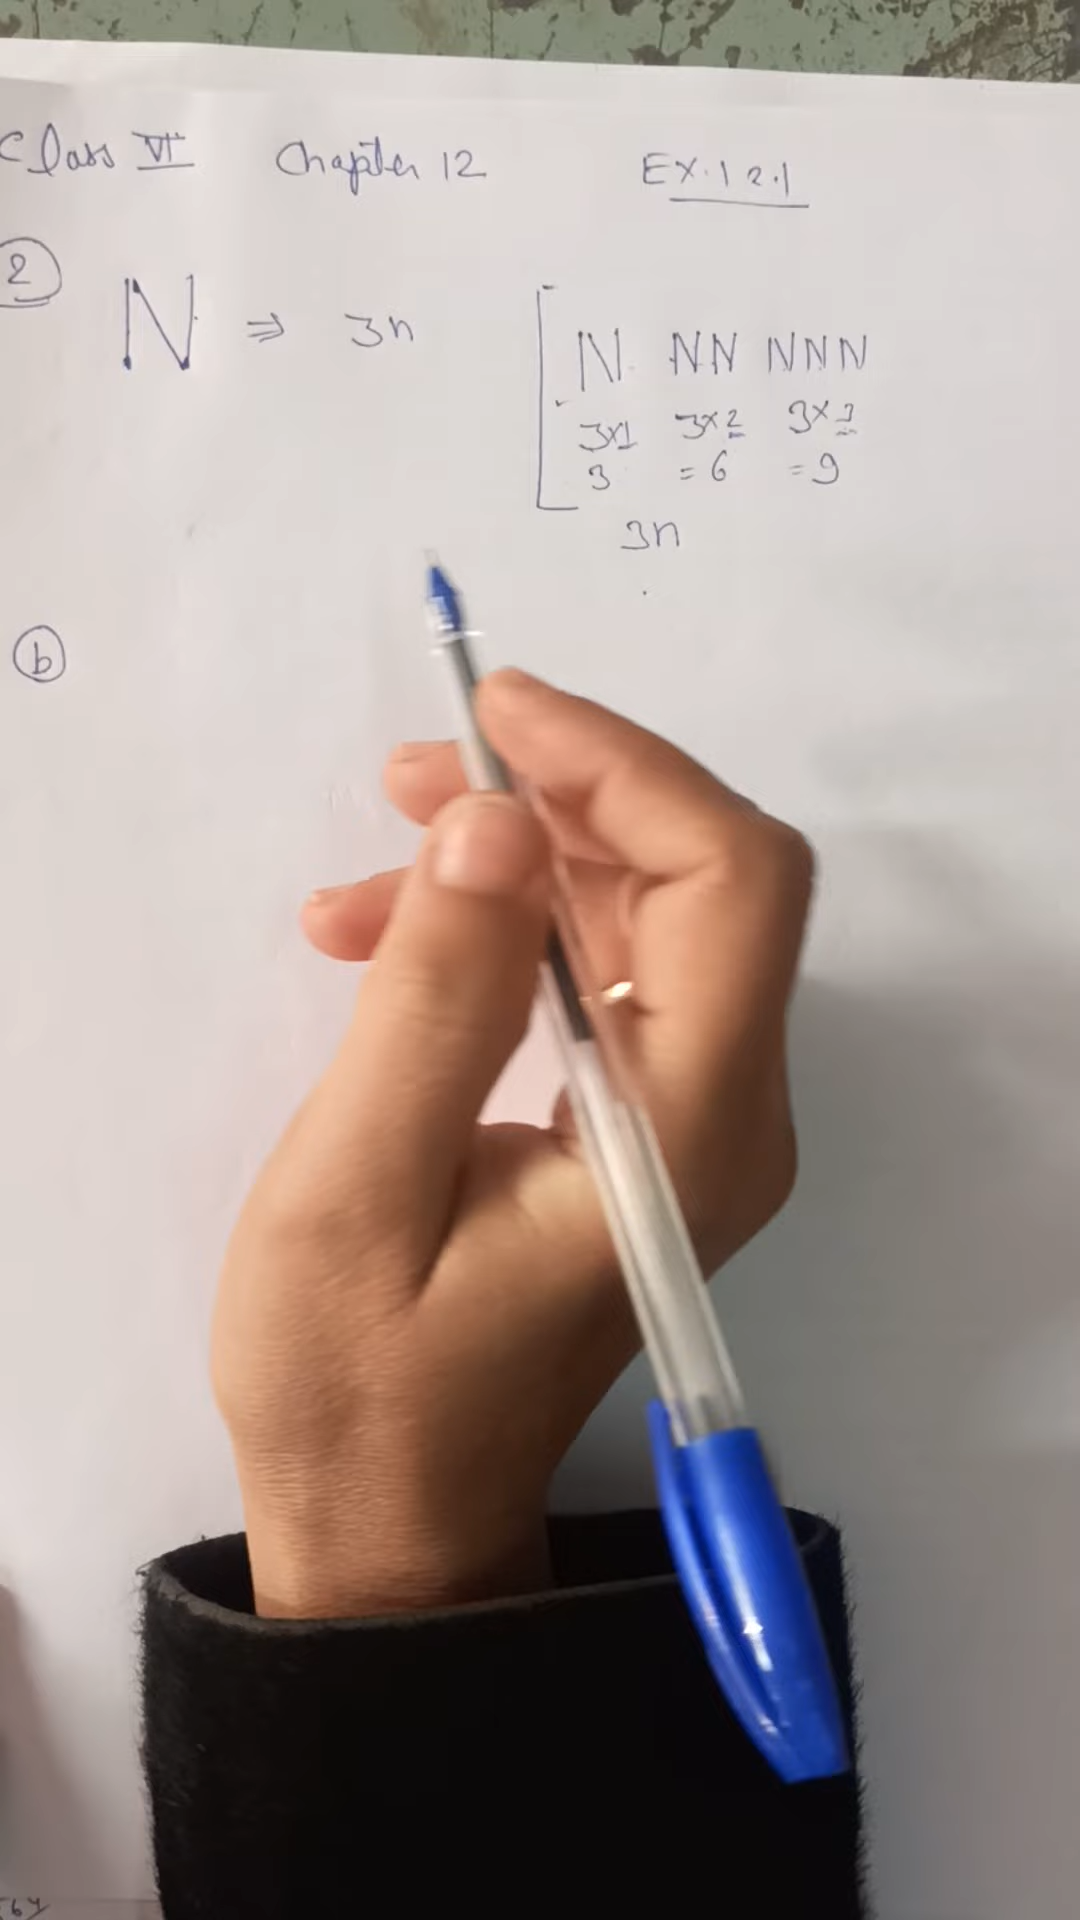 Class VI Chapter 12 EX.12.1
2 N ⇒ 3n
N NN NNN
3x1 3x2 3x3
3 = 6 = 9
3n
b